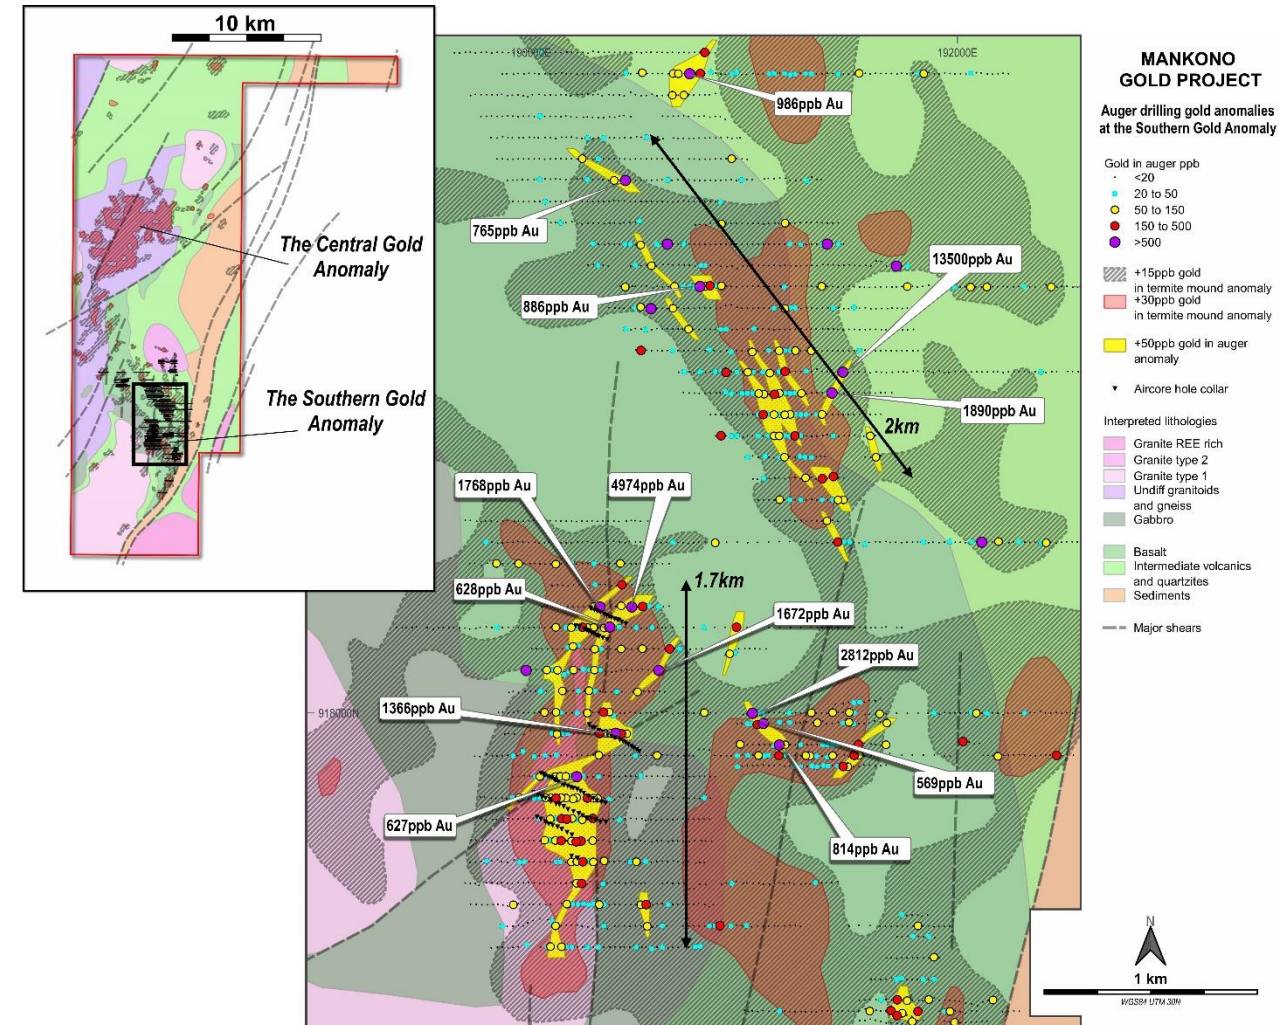 10 km
The Central Gold
Anomaly
The Southern Gold
Anomaly
190000E
192000E
918000N
986ppb Au
765ppb Au
13500ppb Au
886ppb Au
1890ppb Au
2km
1768ppb Au
4974ppb Au
628ppb Au
1.7km
1672ppb Au
2812ppb Au
1366ppb Au
569ppb Au
627ppb Au
814ppb Au
MANKONO
GOLD PROJECT
Auger drilling gold anomalies
at the Southern Gold Anomaly
Gold in auger ppb
<20
20 to 50
50 to 150
150 to 500
>500
+15ppb gold
in termite mound anomaly
+30ppb gold
in termite mound anomaly
+50ppb gold in auger
anomaly
Aircore hole collar
Interpreted lithologies
Granite REE rich
Granite type 2
Granite type 1
Undiff granitoids
and gneiss
Gabbro
Basalt
Intermediate volcanics
and quartzites
Sediments
Major shears
N
1 km
WGS84 UTM 30N